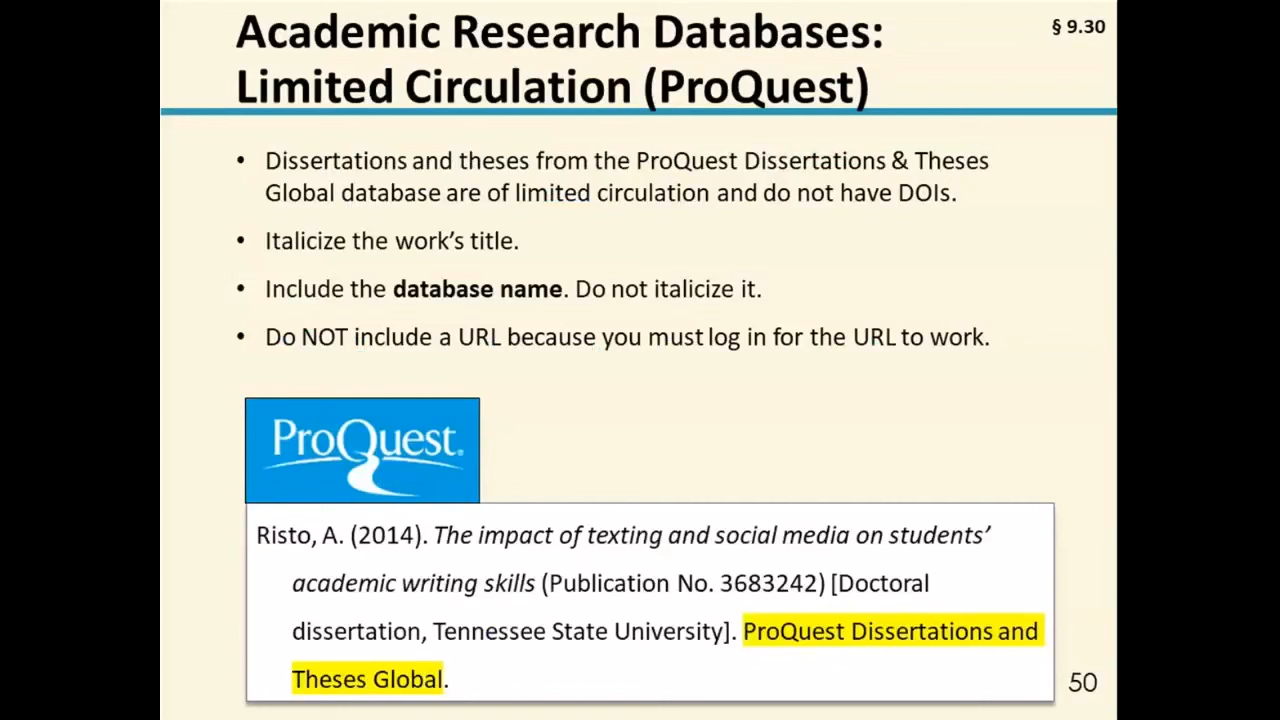 Academic Research Databases:
Limited Circulation (ProQuest)
§ 9.30
• Dissertations and theses from the ProQuest Dissertations & Theses
Global database are of limited circulation and do not have DOIs.
• Italicize the work’s title.
• Include the database name. Do not italicize it.
• Do NOT include a URL because you must log in for the URL to work.
ProQuest.
Risto, A. (2014). The impact of texting and social media on students’
academic writing skills (Publication No. 3683242) [Doctoral
dissertation, Tennessee State University]. ProQuest Dissertations and
Theses Global.
50